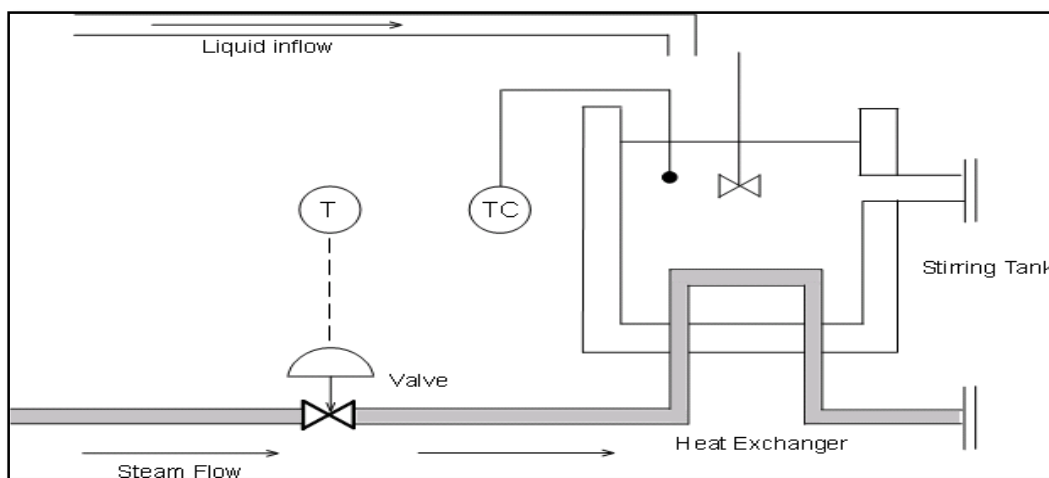 Liquid inflow
T
TC
Stirring Tank
Valve
Heat Exchanger
Steam Flow